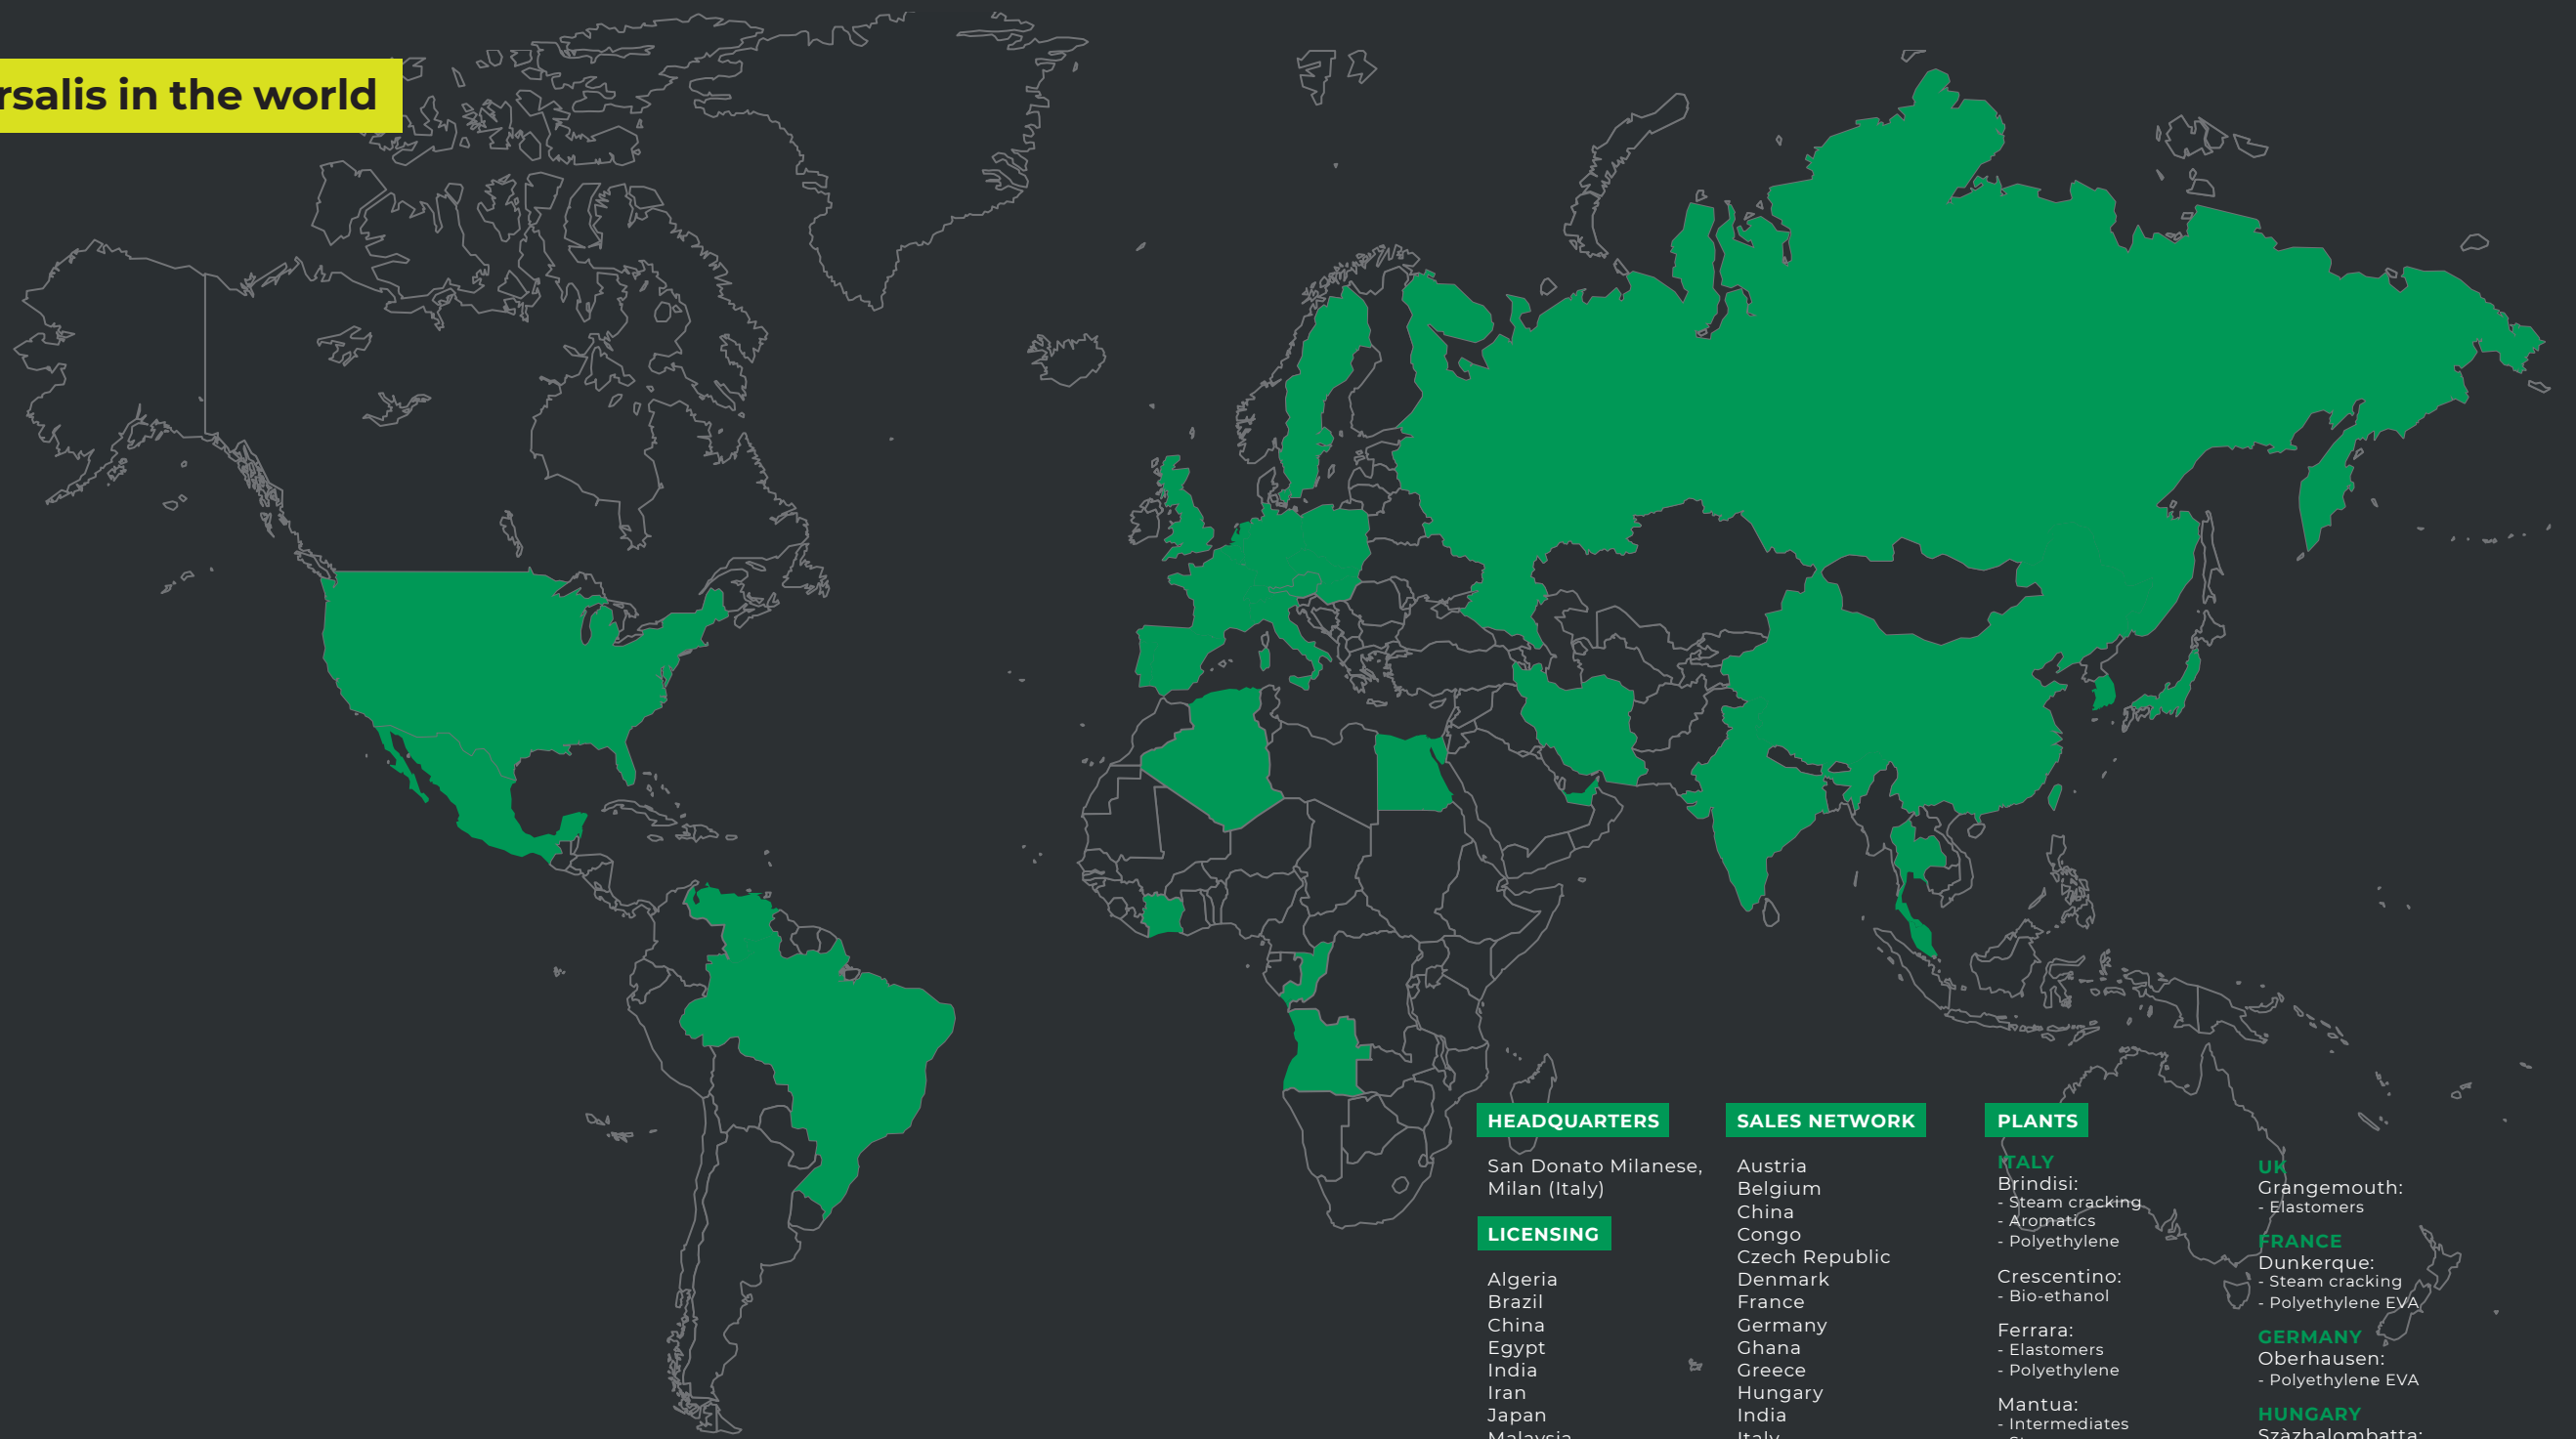 rsalis in the world
HEADQUARTERS
San Donato Milanese,
Milan (Italy)
LICENSING
Algeria
Brazil
China
Egypt
India
Iran
Japan
Malaysia
SALES NETWORK
Austria
Belgium
China
Congo
Czech Republic
Denmark
France
Germany
Ghana
Greece
Hungary
India
Italy
PLANTS
ITALY
Brindisi:
- Steam cracking
- Aromatics
- Polyethylene
Crescentino:
- Bio-ethanol
Ferrara:
- Elastomers
- Polyethylene
Mantua:
- Intermediates
UK
Grangemouth:
- Elastomers
FRANCE
Dunkerque:
- Steam cracking
- Polyethylene EVA
GERMANY
Oberhausen:
- Polyethylene EVA
HUNGARY
Szàzhalombatta: